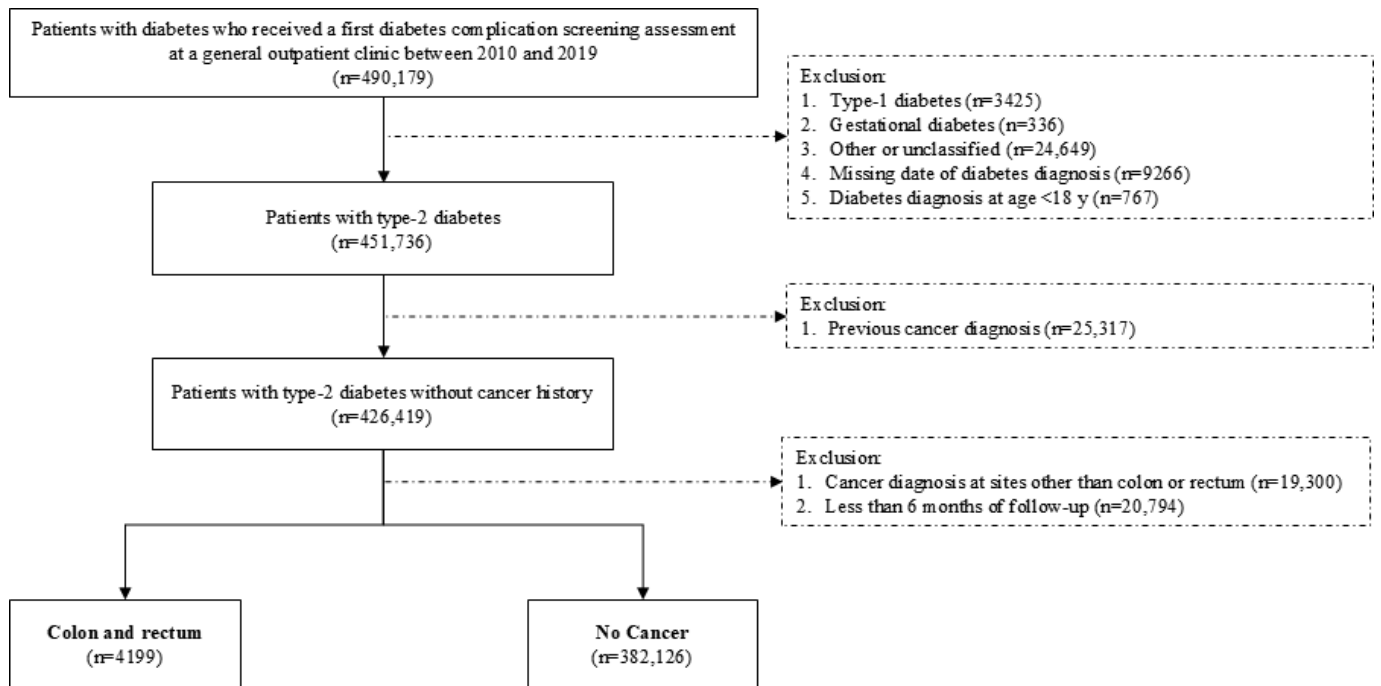 Patients with diabetes who received a first diabetes complication screening assessment
at a general outpatient clinic between 2010 and 2019
(n=490,179)
Exclusion:
1. Type-1 diabetes (n=3425)
2. Gestational diabetes (n=336)
3. Other or unclassified (n=24,649)
4. Missing date of diabetes diagnosis (n=9266)
5. Diabetes diagnosis at age <18 y (n=767)
Patients with type-2 diabetes
(n=451,736)
Exclusion:
1. Previous cancer diagnosis (n=25,317)
Patients with type-2 diabetes without cancer history
(n=426,419)
Exclusion:
1. Cancer diagnosis at sites other than colon or rectum (n=19,300)
2. Less than 6 months of follow-up (n=20,794)
Colon and rectum
(n=4199)
No Cancer
(n=382,126)